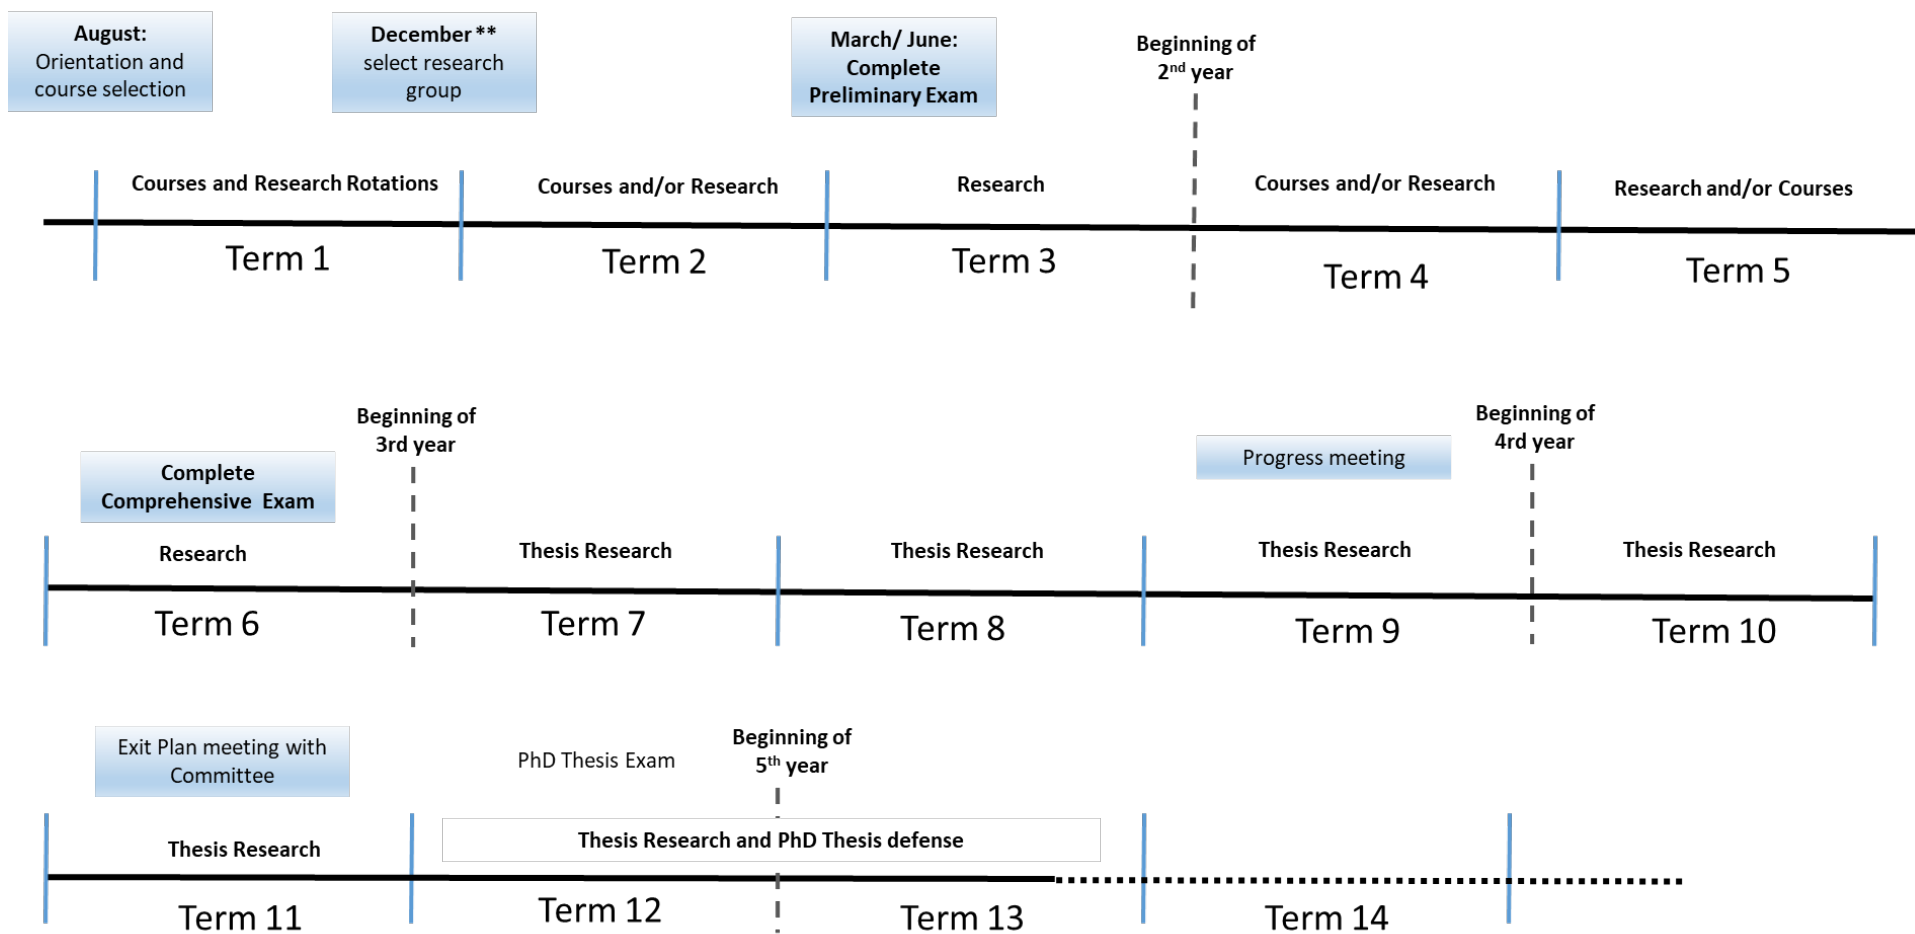 August:
Orientation and
course selection
December **
select research
group
March/ June:
Complete
Preliminary Exam
Beginning of
2nd year
Courses and Research Rotations
Courses and/or Research
Research
Courses and/or Research
Research and/or Courses
Term 1
Term 2
Term 3
Term 4
Term 5
Complete
Comprehensive Exam
Beginning of
3rd year
Progress meeting
Beginning of
4rd year
Research
Thesis Research
Thesis Research
Thesis Research
Thesis Research
Term 6
Term 7
Term 8
Term 9
Term 10
Exit Plan meeting with
Committee
PhD Thesis Exam
Beginning of
5th year
Thesis Research
Thesis Research and PhD Thesis defense
Term 11
Term 12
Term 13
Term 14